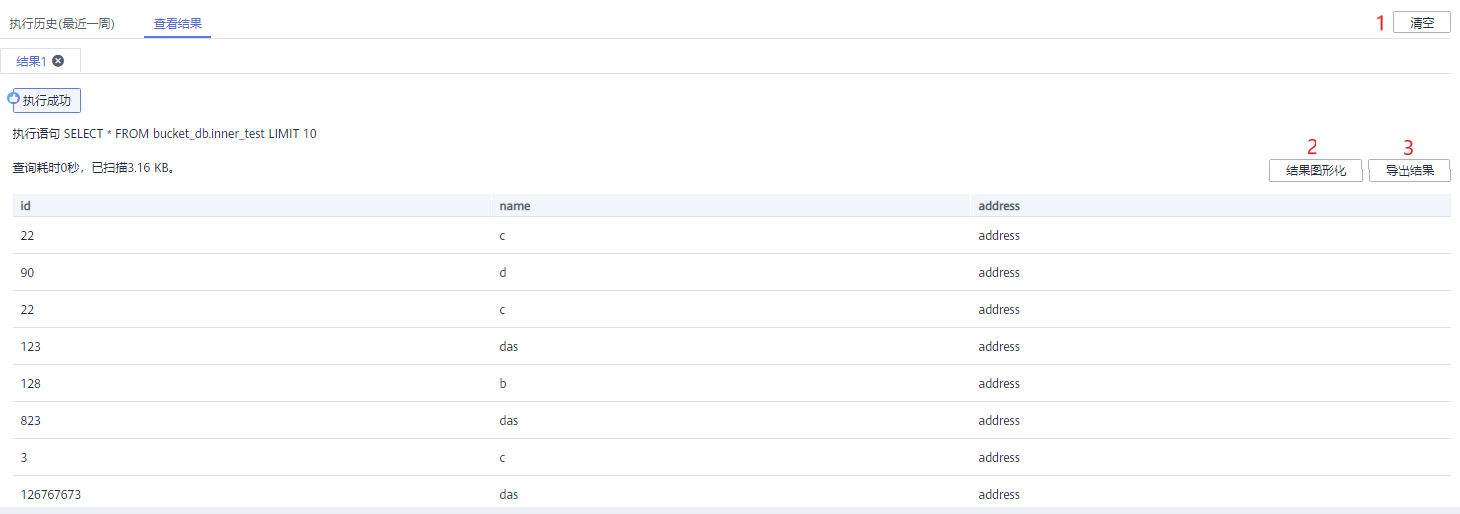 执行历史(最近一周) 查看结果 1 清空
结果1
执行成功
执行语句 SELECT * FROM bucket_db.inner_test LIMIT 10
2 3
查询耗时0秒，已扫描3.16 KB。 结果图形化 导出结果
id name address
22 c address
90 d address
22 c address
123 das address
128 b address
823 das address
3 c address
126767673 das address